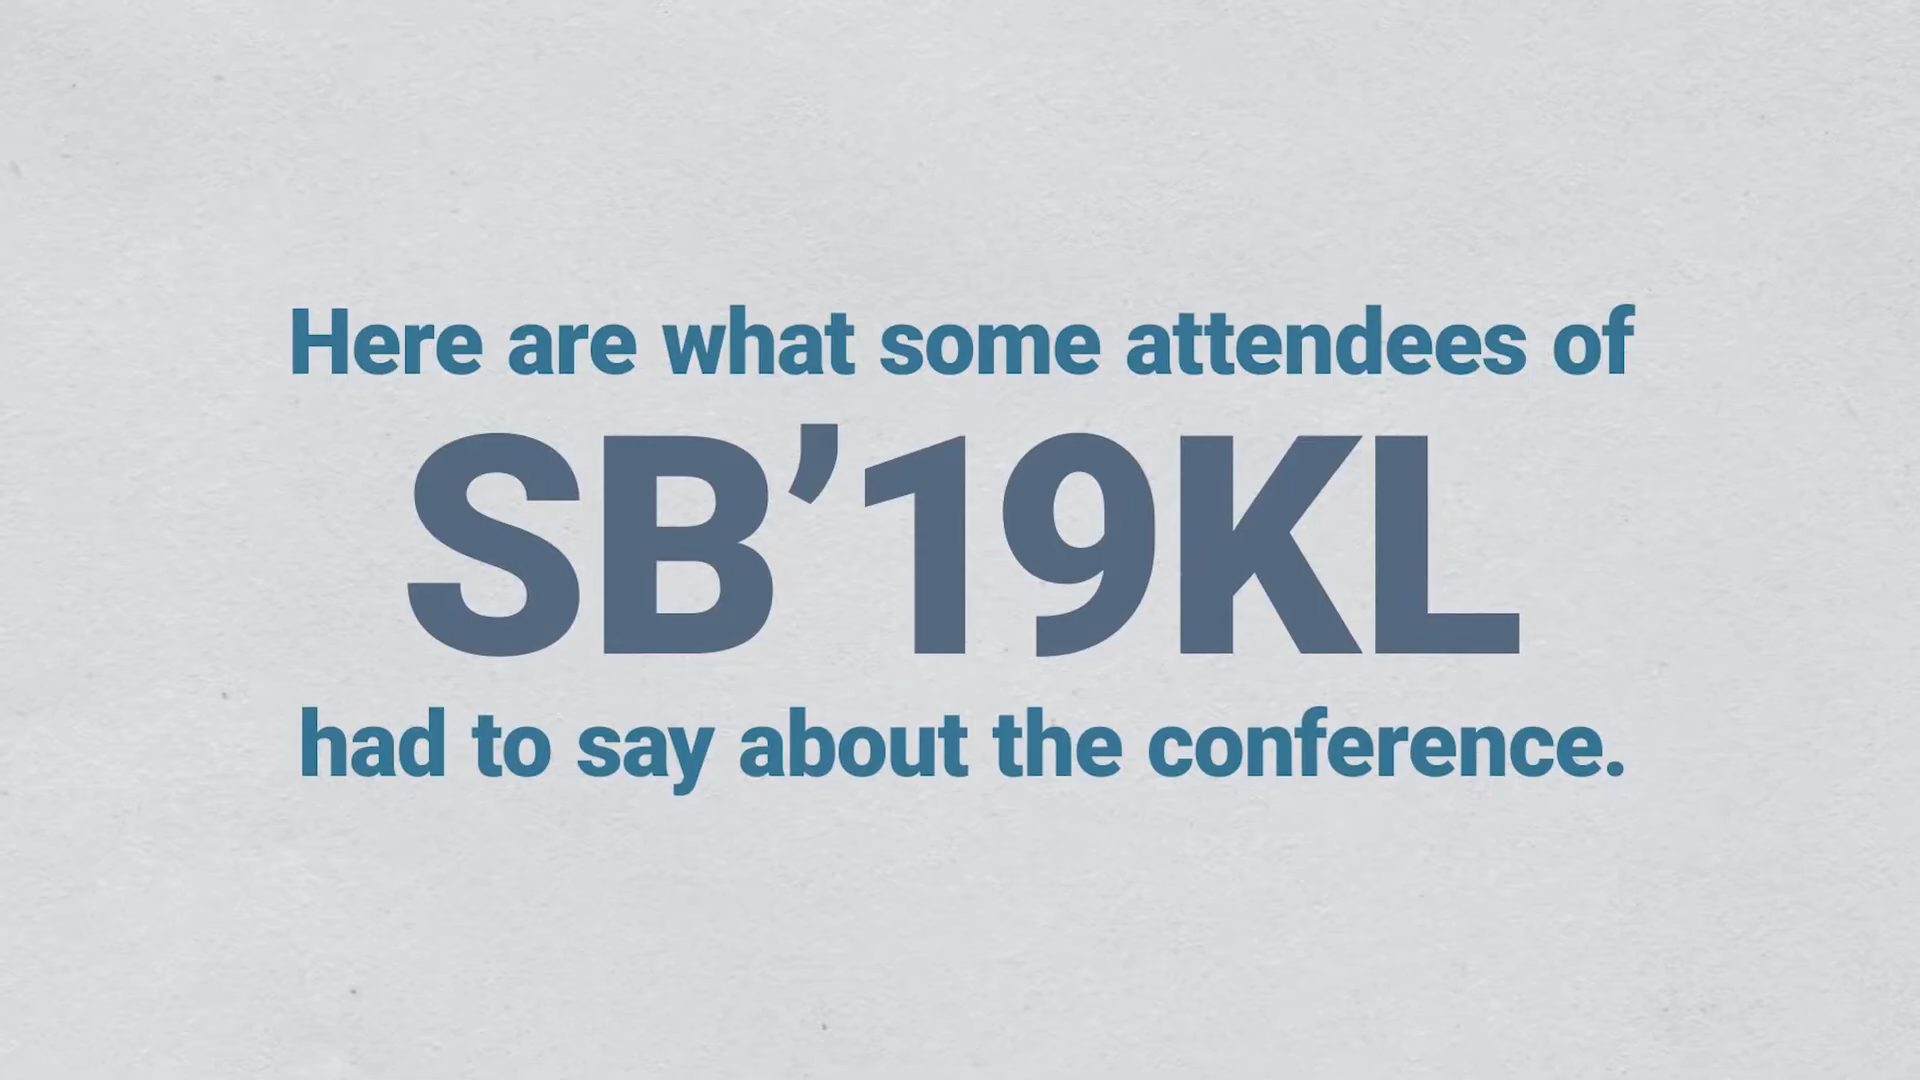 Here are what some attendees of
SB’19KL
had to say about the conference.